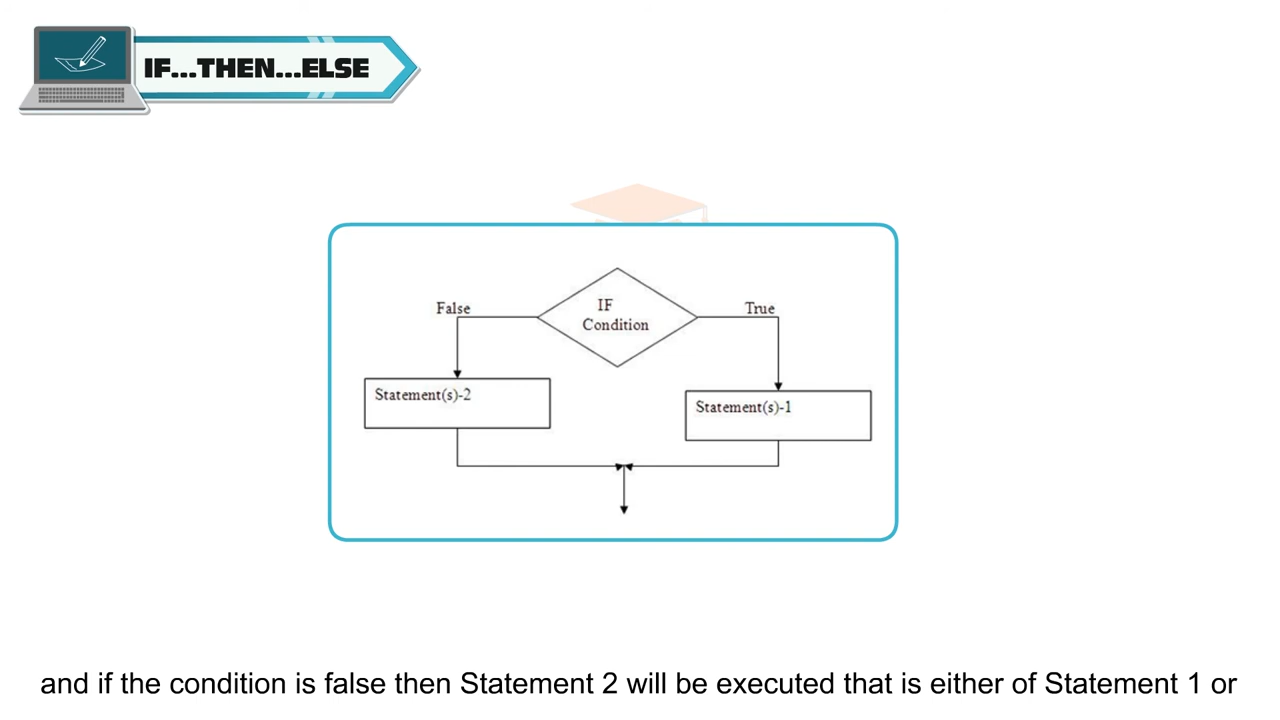 IF...THEN...ELSE
False
IF
Condition
True
Statement(s)-2
Statement(s)-1
and if the condition is false then Statement 2 will be executed that is either of Statement 1 or